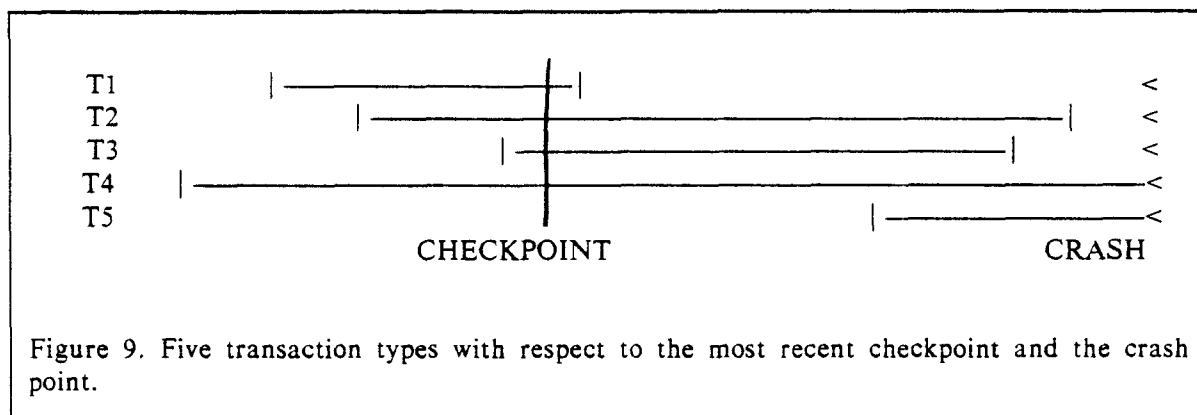 T1 <
T2 <
T3 <
T4 <
T5 <
CHECKPOINT CRASH
Figure 9. Five transaction types with respect to the most recent checkpoint and the crash
point.